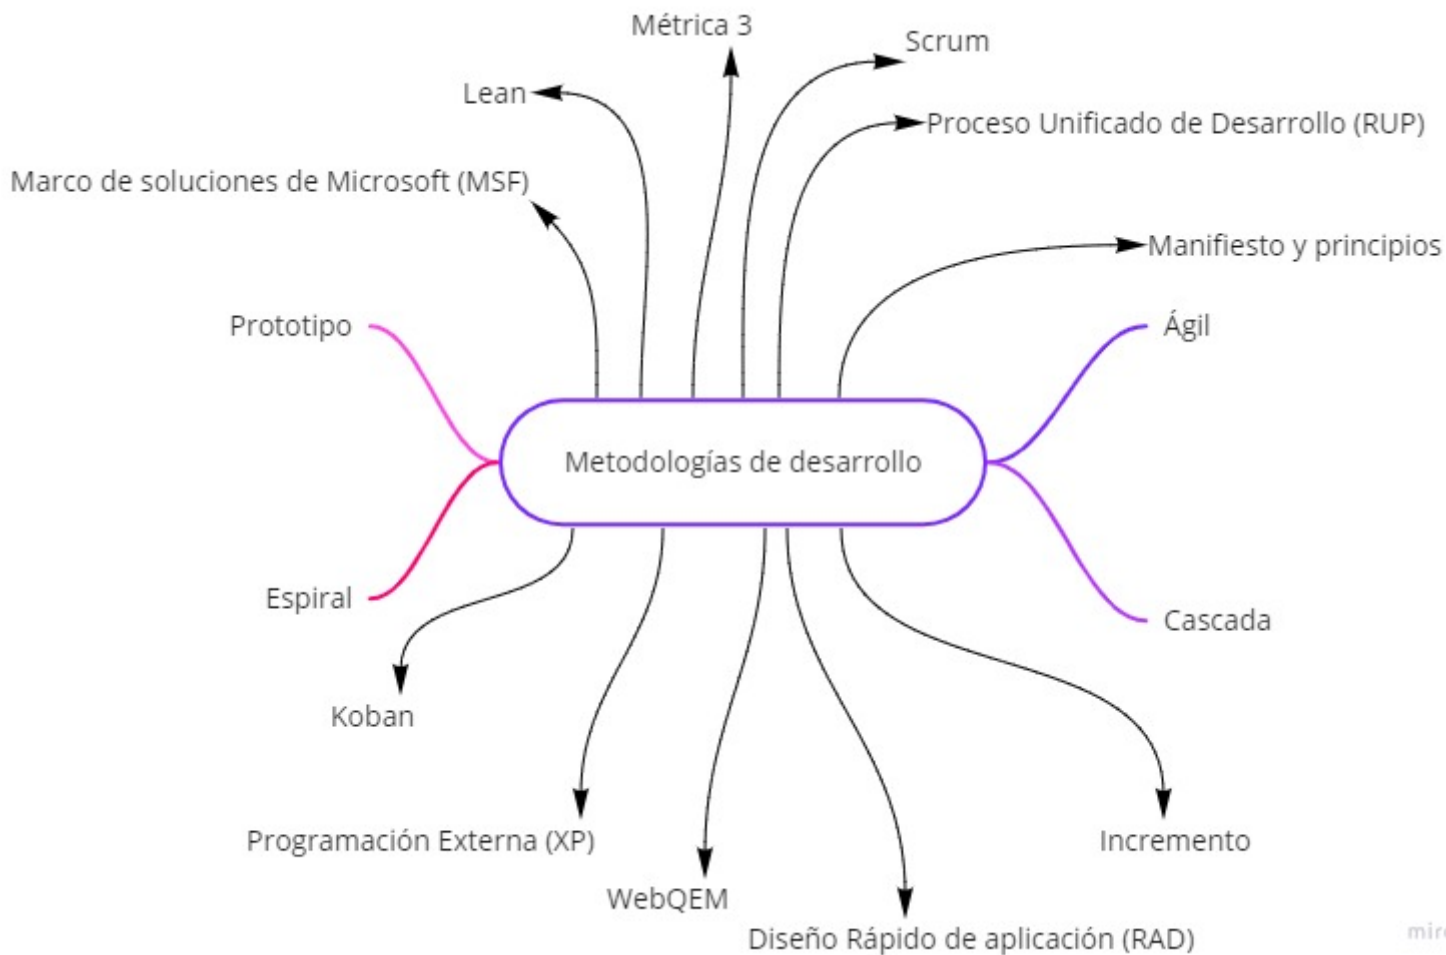 Métrica 3
Scrum
Lean
Proceso Unificado de Desarrollo (RUP)
Marco de soluciones de Microsoft (MSF)
Manifiesto y principios
Prototipo
Ágil
Metodologías de desarrollo
Espiral
Cascada
Koban
Programación Externa (XP)
Incremento
WebQEM
Diseño Rápido de aplicación (RAD)